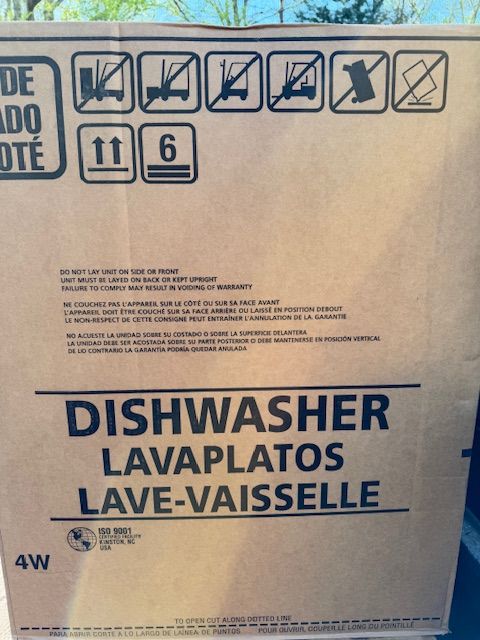 DE
ADO
OTÉ
6
DO NOT LAY UNIT ON SIDE OR FRONT
UNIT MUST BE LAYED ON BACK OR KEPT UPRIGHT
FAILURE TO COMPLY MAY RESULT IN VOIDING OF WARRANTY
NE COUCHEZ PAS L'APPAREIL SUR LE CÔTÉ OU SUR SA FACE AVANT
L'APPAREIL DOIT ÊTRE COUCHÉ SUR SA FACE ARRIÈRE OU LAISSÉ EN POSITION DEBOUT
LE NON-RESPECT DE CETTE CONSIGNE PEUT ENTRAÎNER L'ANNULATION DE LA GARANTIE
NO ACUESTE LA UNIDAD SOBRE SU COSTADO O SOBRE LA SUPERFICIE DELANTERA
LA UNIDAD DEBE SER ACOSTADA SOBRE SU PARTE POSTERIOR O DEBE MANTENERSE EN POSICIÓN VERTICAL
DE LO CONTRARIO LA GARANTÍA PODRÍA QUEDAR ANULADA
DISHWASHER
LAVAPLATOS
LAVE-VAISSELLE
ISO 9001
CERTIFIED FACILITY
KINSTON, NC
USA
4W
TO OPEN CUT ALONG DOTTED LINE
PARA ABRIR CORTE A LO LARGO DE LA LÍNEA DE PUNTOS POUR OUVRIR, COUPER LE LONG DU POINTILLÉ